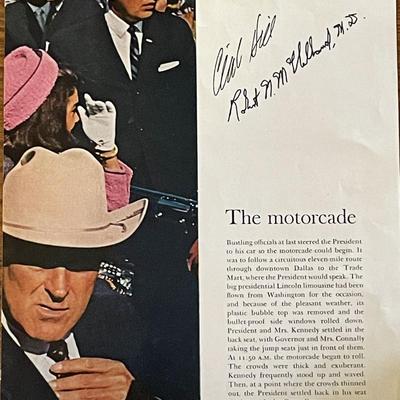 Clint Hill
Robert N. McClelland, M.D.
The motorcade
Bustling officials at last steered the President
to his car so the motorcade could begin. It
was to follow a circuitous eleven-mile route
through downtown Dallas to the Trade
Mart, where the President would speak. The
big presidential Lincoln limousine had been
flown from Washington for the occasion,
and because of the pleasant weather, its
plastic bubble top was removed and the
bullet-proof side windows rolled down.
President and Mrs. Kennedy settled in the
back seat, with Governor and Mrs. Connally
taking the jump seats just in front of them.
At 11:50 A.M. the motorcade began to roll.
The crowds were thick and exuberant.
Kennedy frequently stood up and waved
Then, at a point where the crowds thinned
out, the President settled back in his seat